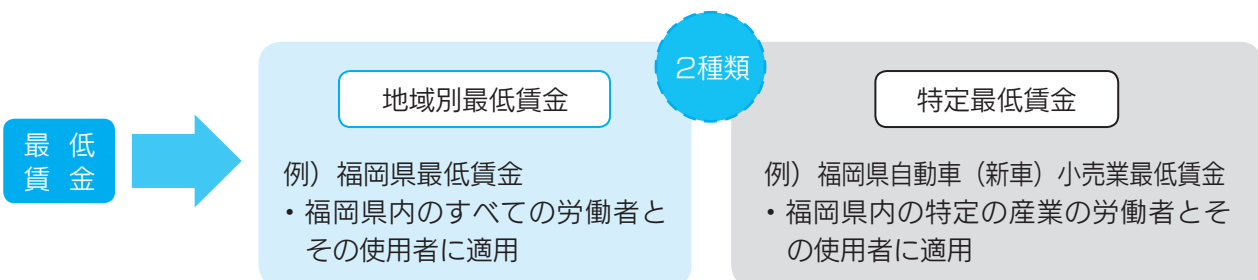 最低
賃金
2種類
地域別最低賃金
例）福岡県最低賃金
・福岡県内のすべての労働者と
その使用者に適用
特定最低賃金
例）福岡県自動車（新車）小売業最低賃金
・福岡県内の特定の産業の労働者とそ
の使用者に適用